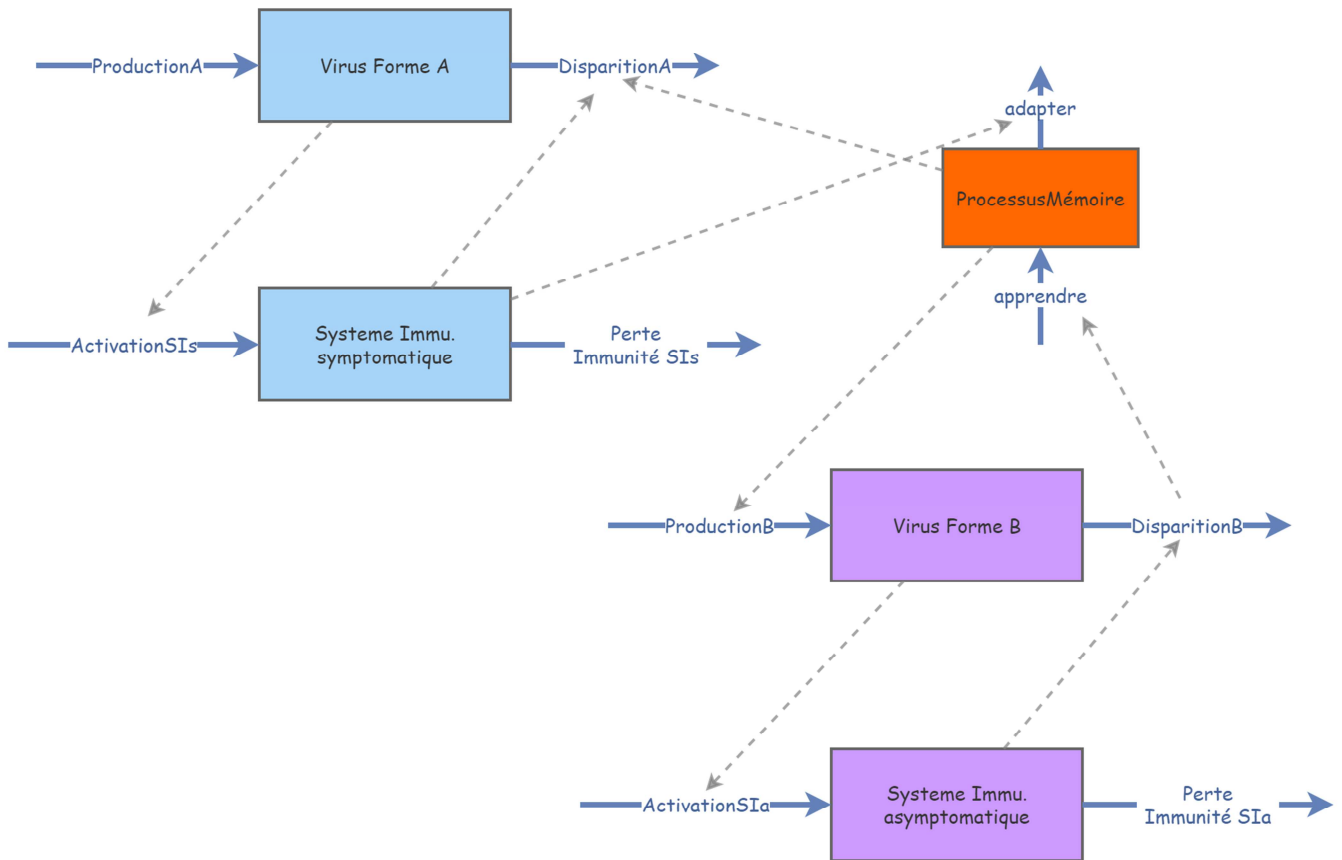 ProductionA
Virus Forme A
DisparitionA
adapter
ProcessusMémoire
apprendre
ActivationSIs
Systeme Immu.
symptomatique
Perte
Immunité SIs
ProductionB
Virus Forme B
DisparitionB
ActivationSIa
Systeme Immu.
asymptomatique
Perte
Immunité SIa